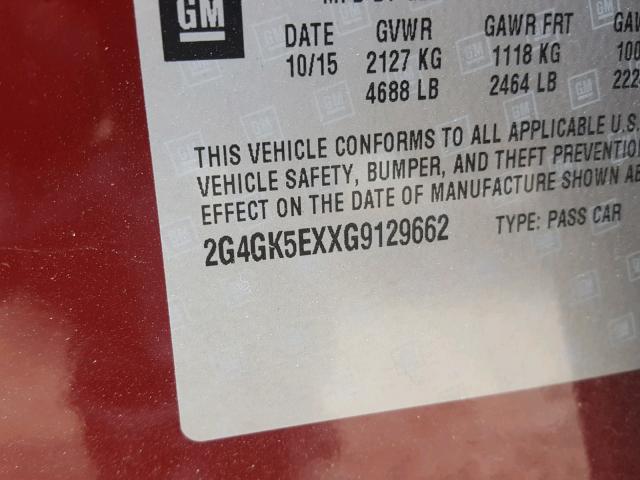 GM
DATE GVWR GAWR FRT
10/15 2127 KG 1118 KG
4688 LB 2464 LB
THIS VEHICLE CONFORMS TO ALL APPLICABLE U.S.
VEHICLE SAFETY, BUMPER, AND THEFT PREVENTION
EFFECT ON THE DATE OF MANUFACTURE SHOWN
2G4GK5EXXG9129662 TYPE: PASS CAR